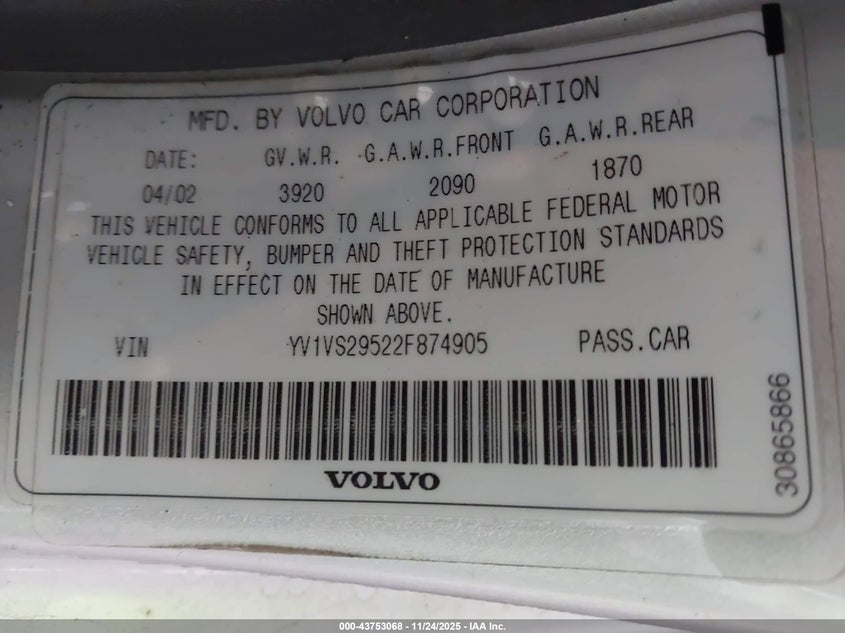 MFD. BY VOLVO CAR CORPORATION
DATE: GV.W.R. G.A.W.R.FRONT G.A.W.R.REAR
04/02 3920 2090 1870
THIS VEHICLE CONFORMS TO ALL APPLICABLE FEDERAL MOTOR
VEHICLE SAFETY, BUMPER AND THEFT PROTECTION STANDARDS
IN EFFECT ON THE DATE OF MANUFACTURE
SHOWN ABOVE.
VIN YV1VS29522F874905 PASS.CAR
VOLVO
30865866
000-43753068 - 11/24/2025 - IAA Inc.